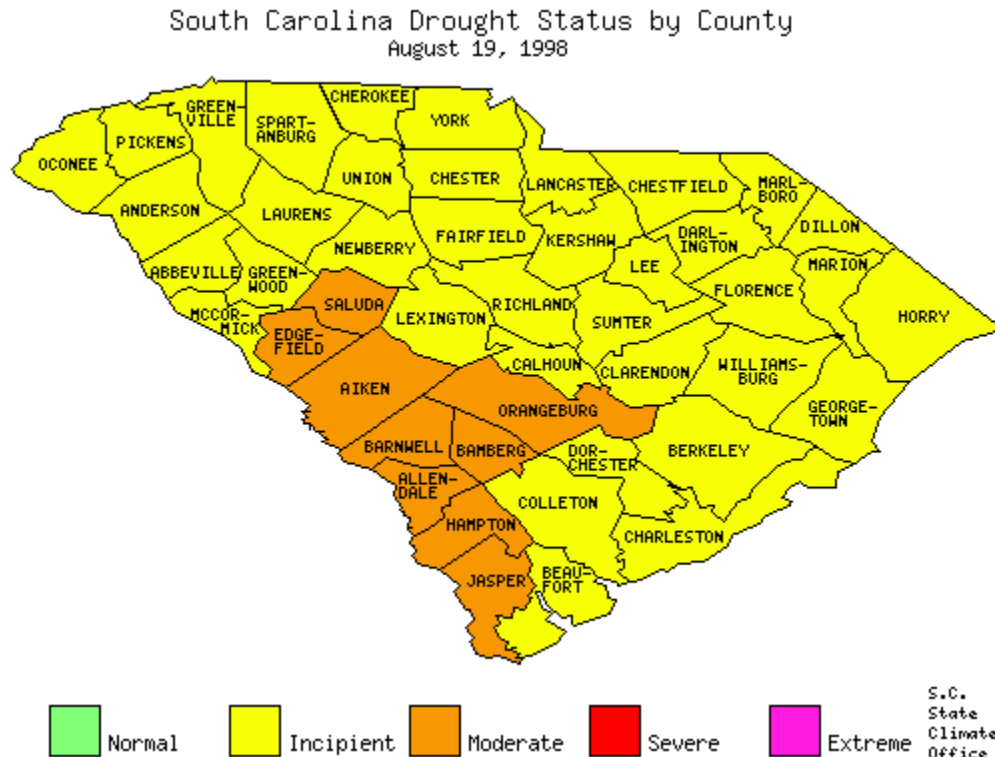 South Carolina Drought Status by County
August 19, 1998
CHEROKEE
GREEN-
VILLE
SPART-
ANBURG
YORK
PICKENS
OCONEE
UNION
CHESTER
LANCASTER
CHESTFIELD
MARL-
BORO
ANDERSON
LAURENS
DILLON
NEWBERRY
FAIRFIELD
KERSHAW
DARL-
INGTON
ABBEVILLE
GREEN-
WOOD
LEE
MARION
SALUDA
RICHLAND
FLORENCE
MCCOR-
MICK
LEXINGTON
SUMTER
HORRY
EDGE-
FIELD
CALHOUN
CLARENDON
WILLIAMS-
BURG
AIKEN
ORANGEBURG
GEORGE-
TOWN
BARNWELL
BAMBERG
DOR-
CHESTER
BERKELEY
ALLEN-
DALE
COLLETON
HAMPTON
CHARLESTON
JASPER
BEAU-
FORT
Normal
Incipient
Moderate
Severe
Extreme
S.C.
State
Climate
Office